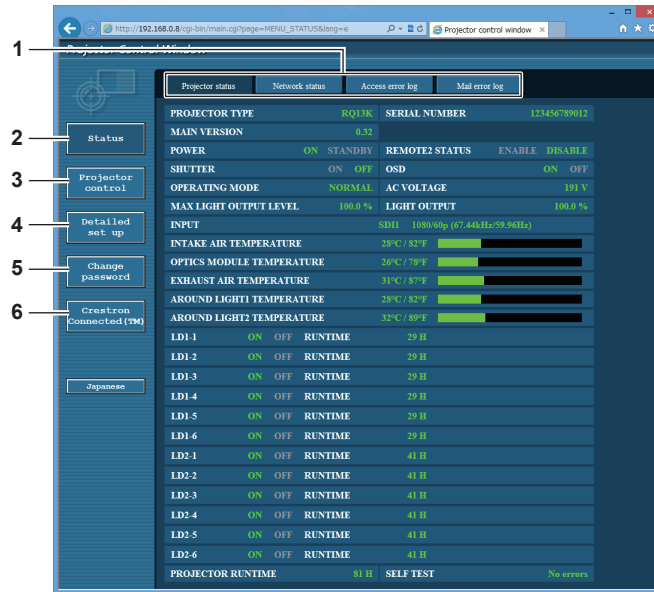 http://192.168.0.8/cgi-bin/main.cgi?page=MENU_STATUS&lang=e
Projector control window
1
Projector Control Window
Projector status Network status Access error log Mail error log
PROJECTOR TYPE RQ13K SERIAL NUMBER 123456789012
MAIN VERSION 0.32
2
Status
POWER ON STANDBY REMOTE2 STATUS ENABLE DISABLE
SHUTTER ON OFF OSD ON OFF
3
Projector
control
OPERATING MODE NORMAL AC VOLTAGE 191 V
MAX LIGHT OUTPUT LEVEL 100.0 % LIGHT OUTPUT 100.0 %
4
Detailed
set up
INPUT SDI1 1080/60p (67.44kHz/59.96Hz)
INTAKE AIR TEMPERATURE 28°C / 82°F
OPTICS MODULE TEMPERATURE 26°C / 78°F
5
Change
password
EXHAUST AIR TEMPERATURE 31°C / 87°F
AROUND LIGHT1 TEMPERATURE 28°C / 82°F
6
Crestron
Connected(TM)
AROUND LIGHT2 TEMPERATURE 32°C / 89°F
LD1-1 ON OFF RUNTIME 29 H
LD1-2 ON OFF RUNTIME 29 H
LD1-3 ON OFF RUNTIME 29 H
Japanese
LD1-4 ON OFF RUNTIME 29 H
LD1-5 ON OFF RUNTIME 29 H
LD1-6 ON OFF RUNTIME 29 H
LD2-1 ON OFF RUNTIME 41 H
LD2-2 ON OFF RUNTIME 41 H
LD2-3 ON OFF RUNTIME 41 H
LD2-4 ON OFF RUNTIME 41 H
LD2-5 ON OFF RUNTIME 41 H
LD2-6 ON OFF RUNTIME 41 H
PROJECTOR RUNTIME 81 H SELF TEST No errors